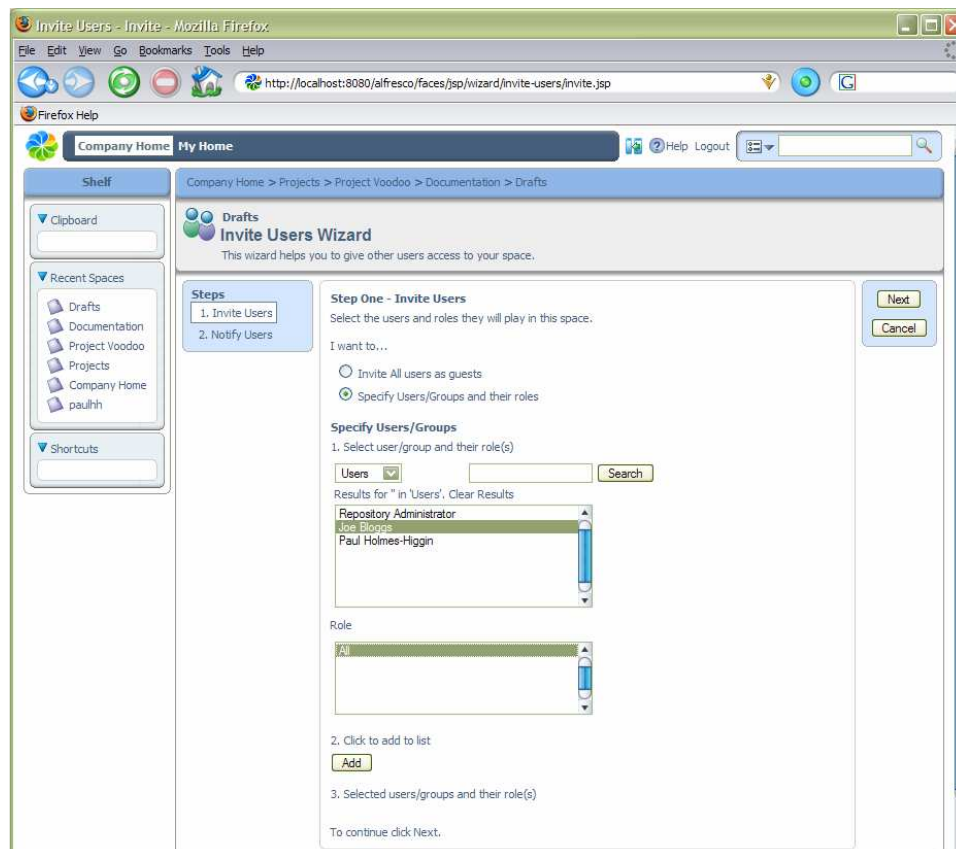 Invite Users - Invite - Mozilla Firefox
File Edit View Go Bookmarks Tools Help
http://localhost:8080/alfresco/faces/jsp/wizard/invite-users/invite.jsp
G
Firefox Help
Company Home My Home
Help Logout
Shelf
Company Home > Projects > Project Voodoo > Documentation > Drafts
Clipboard
Drafts
Invite Users Wizard
This wizard helps you to give other users access to your space.
Recent Spaces
Drafts
Documentation
Project Voodoo
Projects
Company Home
paulhh
Shortcuts
Steps
1. Invite Users
2. Notify Users
Step One - Invite Users
Select the users and roles they will play in this space.
I want to...
Invite All users as guests
Specify Users/Groups and their roles
Specify Users/Groups
1. Select user/group and their role(s)
Users Search
Results for '' in 'Users'. Clear Results
Repository Administrator
Joe Bloggs
Paul Holmes-Higgin
Role
All
2. Click to add to list
Add
3. Selected users/groups and their role(s)
To continue click Next.
Next
Cancel